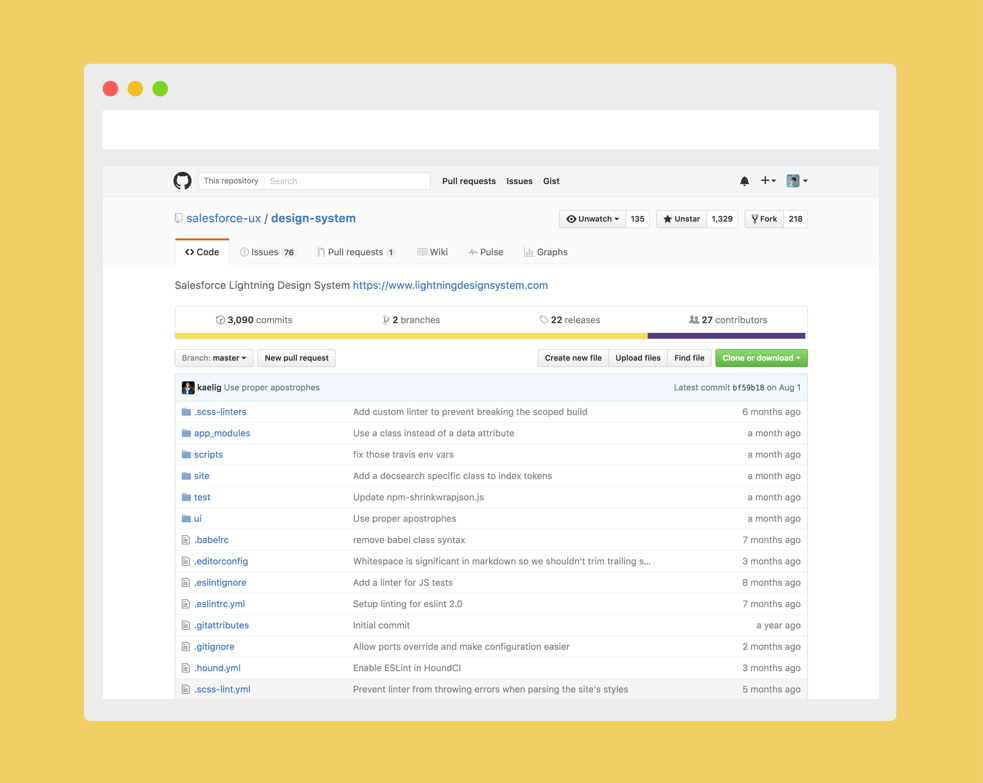 This repository Search Pull requests Issues Gist
salesforce-ux / design-system Unwatch 135 Unstar 1,329 Fork 218
Code Issues 76 Pull requests 1 Wiki Pulse Graphs
Salesforce Lightning Design System https://www.lightningdesignsystem.com
3,090 commits 2 branches 22 releases 27 contributors
Branch: master New pull request Create new file Upload files Find file Clone or download
kaelig Use proper apostrophes Latest commit bf59b18 on Aug 1
.scss-linters Add custom linter to prevent breaking the scoped build 6 months ago
app_modules Use a class instead of a data attribute a month ago
scripts fix those travis env vars a month ago
site Add a docsearch specific class to index tokens a month ago
test Update npm-shrinkwrapjson.js a month ago
ui Use proper apostrophes a month ago
.babelrc remove babel class syntax 7 months ago
.editorconfig Whitespace is significant in markdown so we shouldn't trim trailing s... 3 months ago
.eslintignore Add a linter for JS tests 8 months ago
.eslintrc.yml Setup linting for eslint 2.0 7 months ago
.gitattributes Initial commit a year ago
.gitignore Allow ports override and make configuration easier 2 months ago
.hound.yml Enable ESLint in HoundCI 3 months ago
.scss-lint.yml Prevent linter from throwing errors when parsing the site's styles 5 months ago